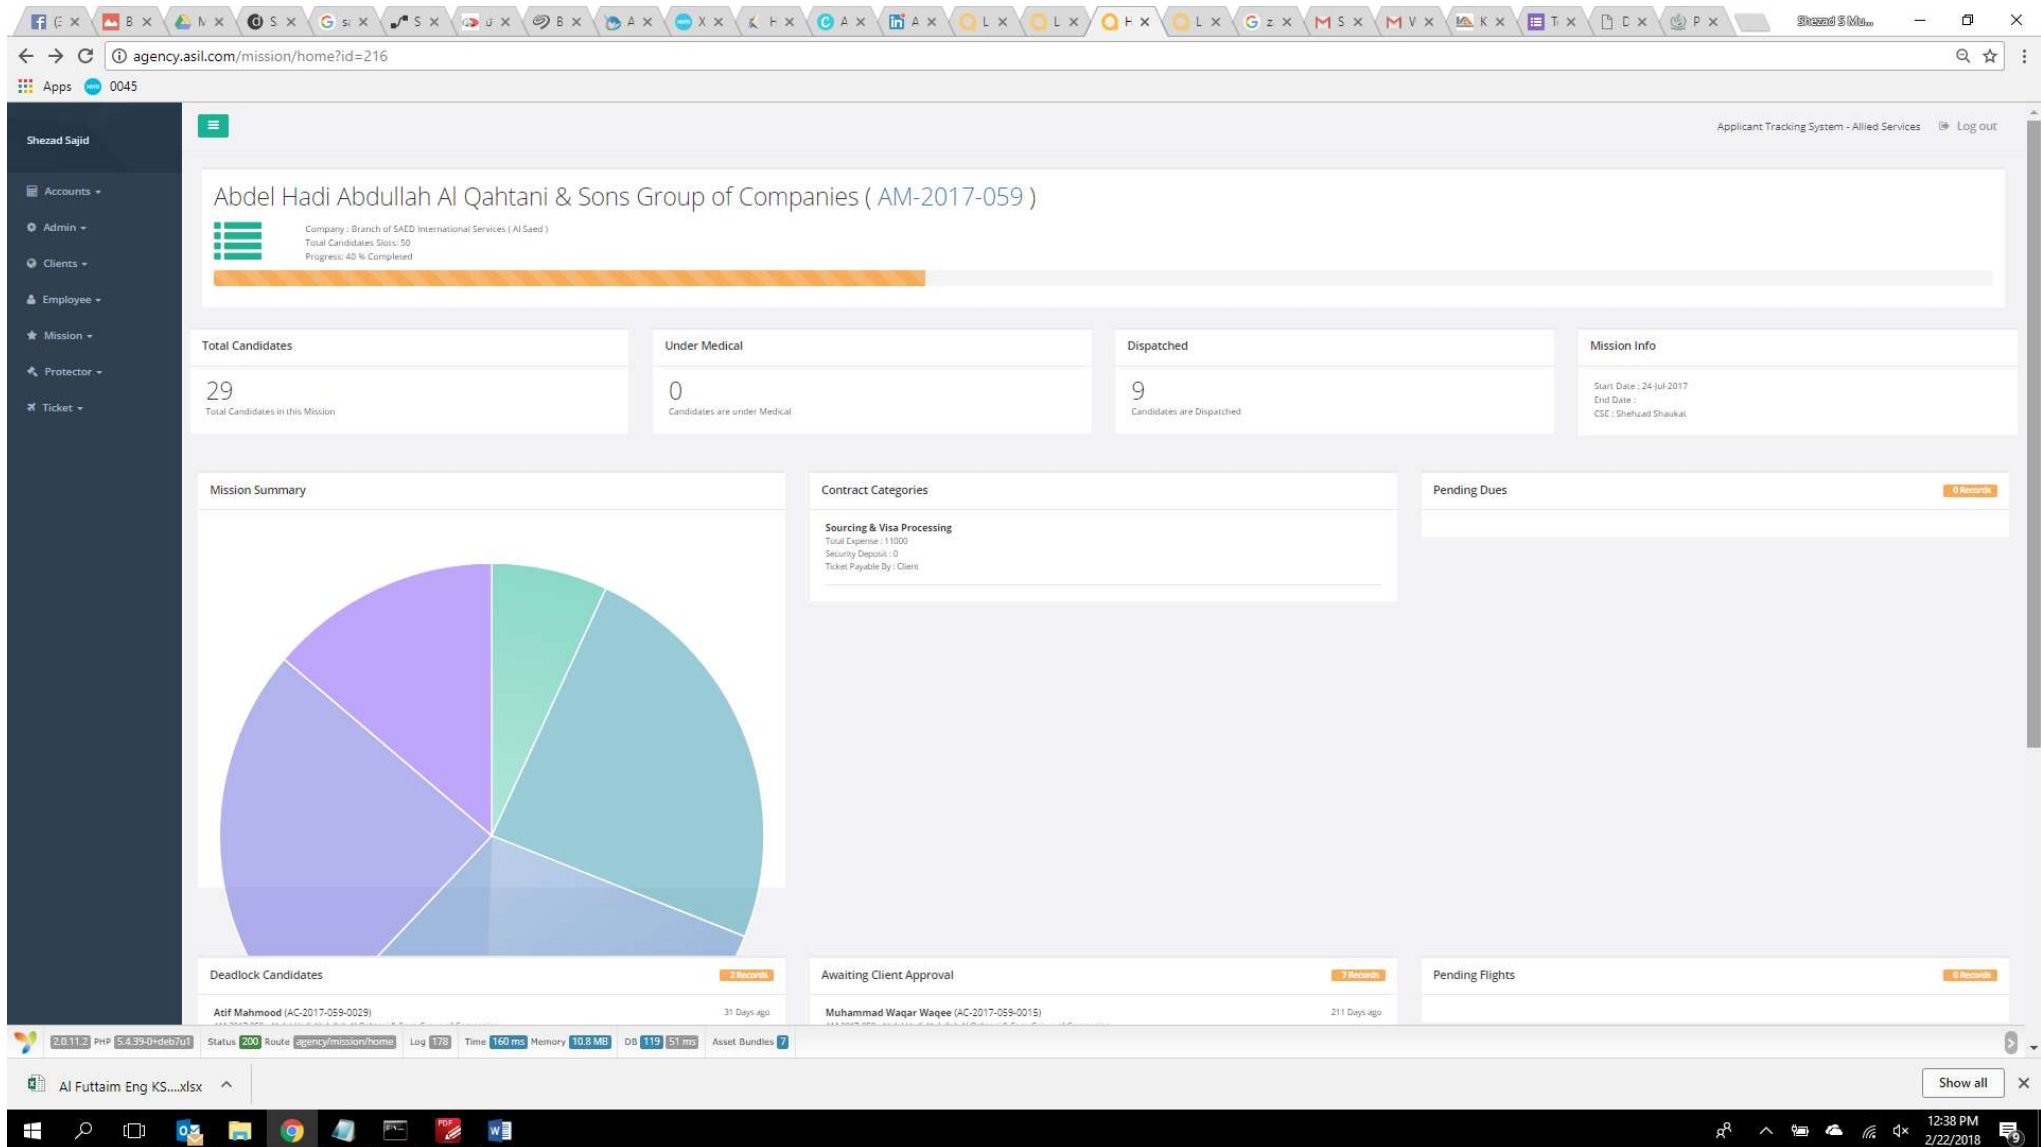 Shezad S Mu...
agency.asil.com/mission/home?id=216
Apps
0045
Shezad Sajid
Accounts
Admin
Clients
Employee
Mission
Protector
Ticket
Applicant Tracking System - Allied Services
Log out
Abdel Hadi Abdullah Al Qahtani & Sons Group of Companies ( AM-2017-059 )
Company : Branch of SAED International Services ( Al Saed )
Total Candidates Slots: 50
Progress: 40 % Completed
Total Candidates
29
Total Candidates in this Mission
Under Medical
0
Candidates are under Medical
Dispatched
9
Candidates are Dispatched
Mission Info
Start Date : 24-Jul-2017
End Date :
CSE : Shehzad Shaukat
Mission Summary
Contract Categories
Sourcing & Visa Processing
Total Expense : 11000
Security Deposit : 0
Ticket Payable By : Client
Pending Dues
0 Records
Deadlock Candidates
2 Records
Atif Mahmood (AC-2017-059-0029)
31 Days ago
Awaiting Client Approval
7 Records
Muhammad Waqar Waqee (AC-2017-059-0015)
211 Days ago
Pending Flights
0 Records
2.0.11.2 PHP 5.4.39-0+deb7u1 Status 200 Route agency/mission/home Log 178 Time 160 ms Memory 10.8 MB DB 119 51 ms Asset Bundles 7
Al Futtaim Eng KS....xlsx
Show all
12:38 PM
2/22/2018